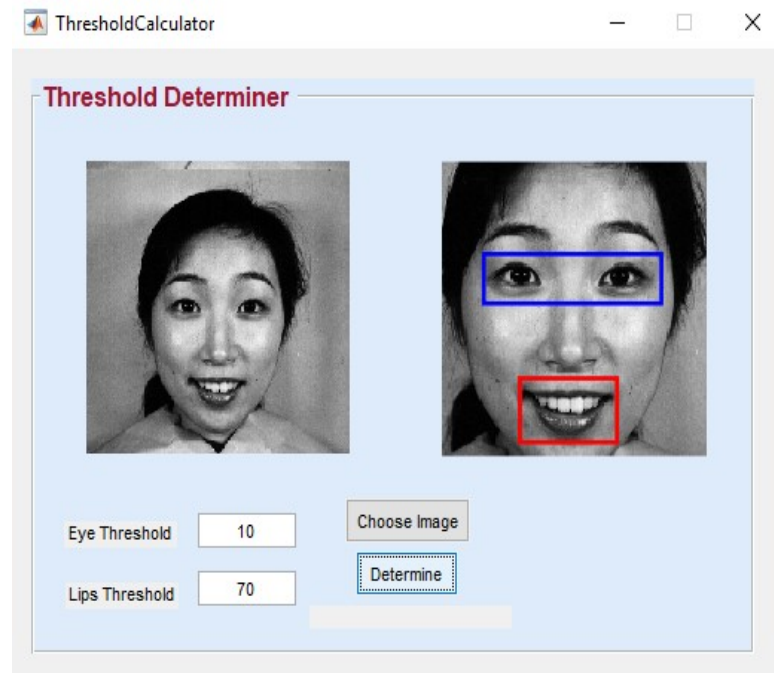 ThresholdCalculator
Threshold Determiner
Eye Threshold 10
Choose Image
Determine
Lips Threshold 70